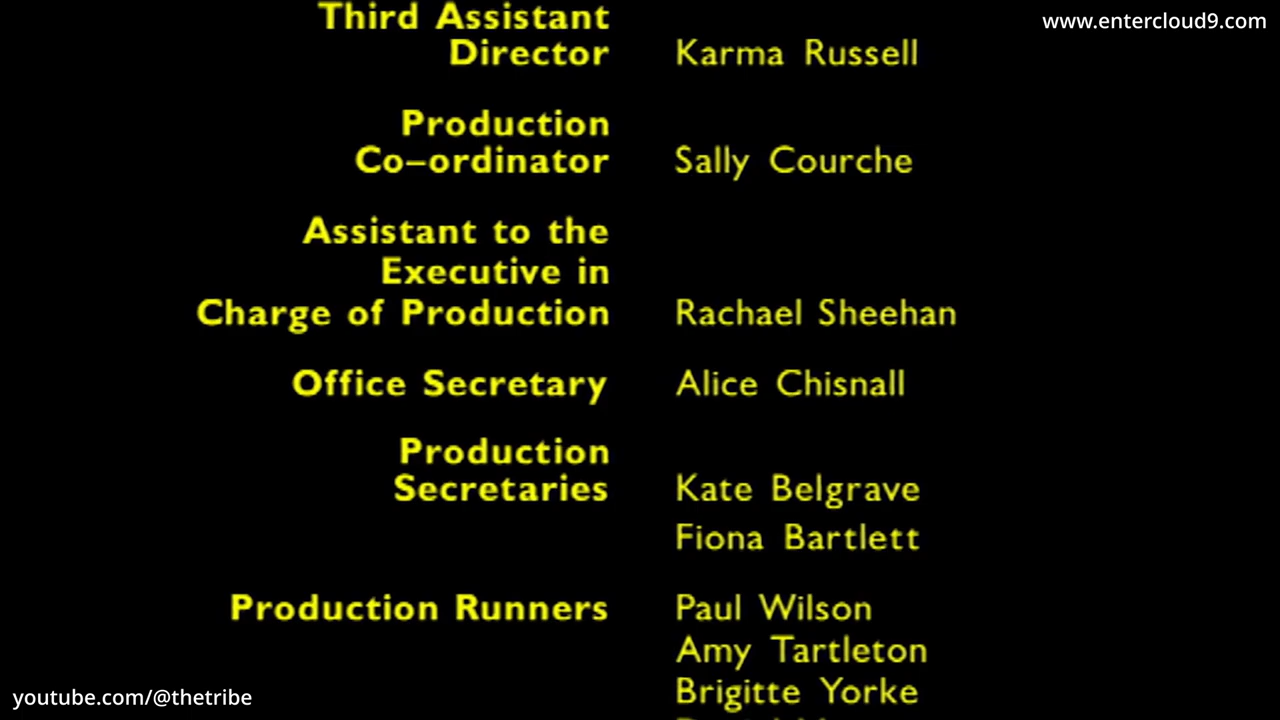 Third Assistant
www.entercloud9.com
Director Karma Russell
Production
Co–ordinator Sally Courche
Assistant to the
Executive in
Charge of Production Rachael Sheehan
Office Secretary Alice Chisnall
Production
Secretaries Kate Belgrave
Fiona Bartlett
Production Runners Paul Wilson
Amy Tartleton
Brigitte Yorke
youtube.com/@thetribe